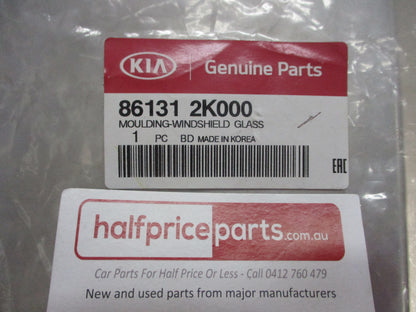 KIA Genuine Parts
86131 2K000
MOULDING-WINDSHIELD GLASS
1 PC BD MADE IN KOREA
EAC
halfpriceparts.com.au
Car Parts For Half Price Or Less - Call 0412 760 479
New and used parts from major manufacturers